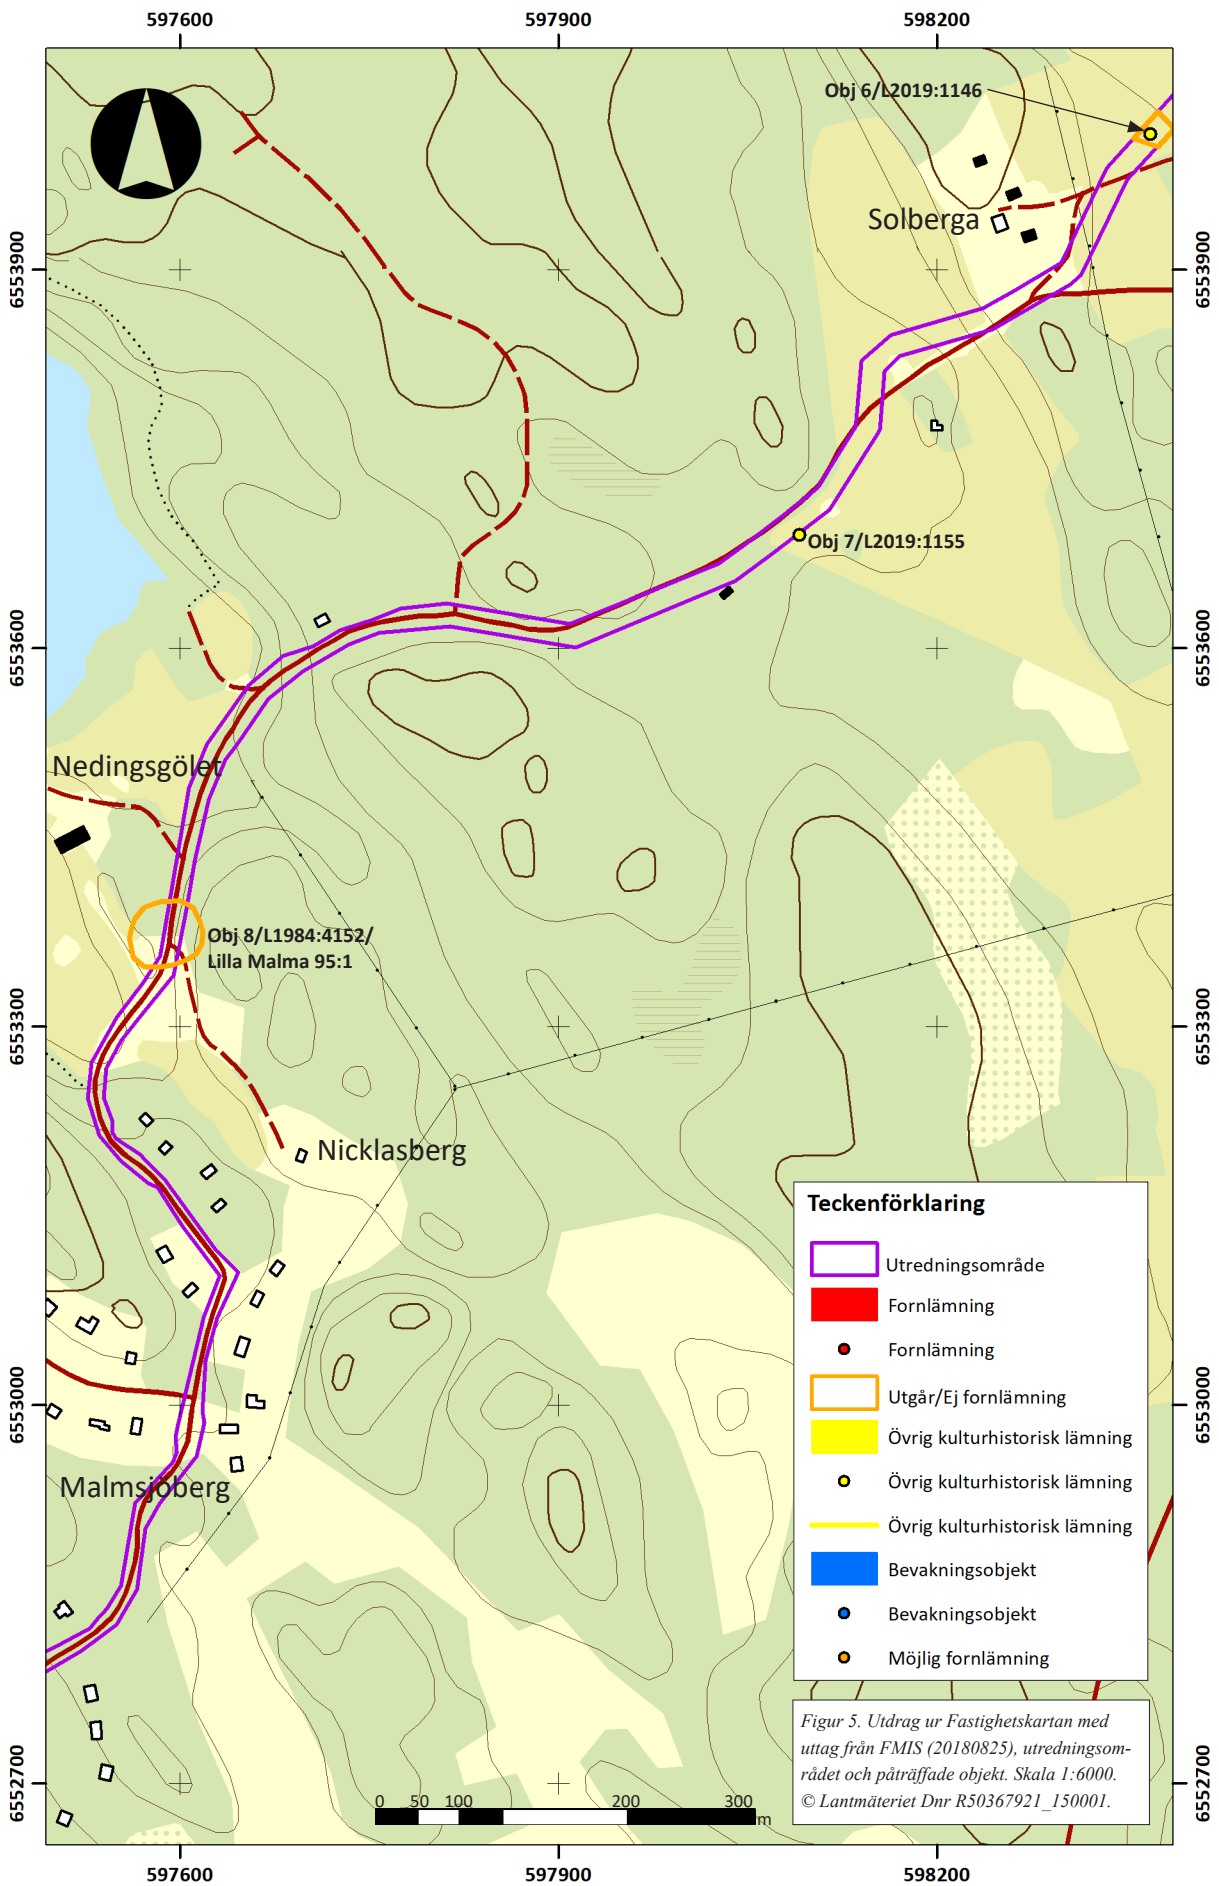 597600
597900
598200
Obj 6/L2019:1146
Solberga
6553900
6553900
Obj 7/L2019:1155
6553600
6553600
Nedingsgölet
Obj 8/L1984:4152/
Lilla Malma 95:1
6553300
6553300
Nicklasberg
Teckenförklaring
Utredningsområde
Fornlämning
Fornlämning
Utgår/Ej fornlämning
Övrig kulturhistorisk lämning
Övrig kulturhistorisk lämning
Övrig kulturhistorisk lämning
Bevakningsobjekt
Bevakningsobjekt
Möjlig fornlämning
6553000
6553000
Malmsjöberg
Figur 5. Utdrag ur Fastighetskartan med
uttag från FMIS (20180825), utredningsom-
rådet och påträffade objekt. Skala 1:6000.
© Lantmäteriet Dnr R50367921_150001.
6552700
6552700
0 50 100 200 300
m
597600
597900
598200